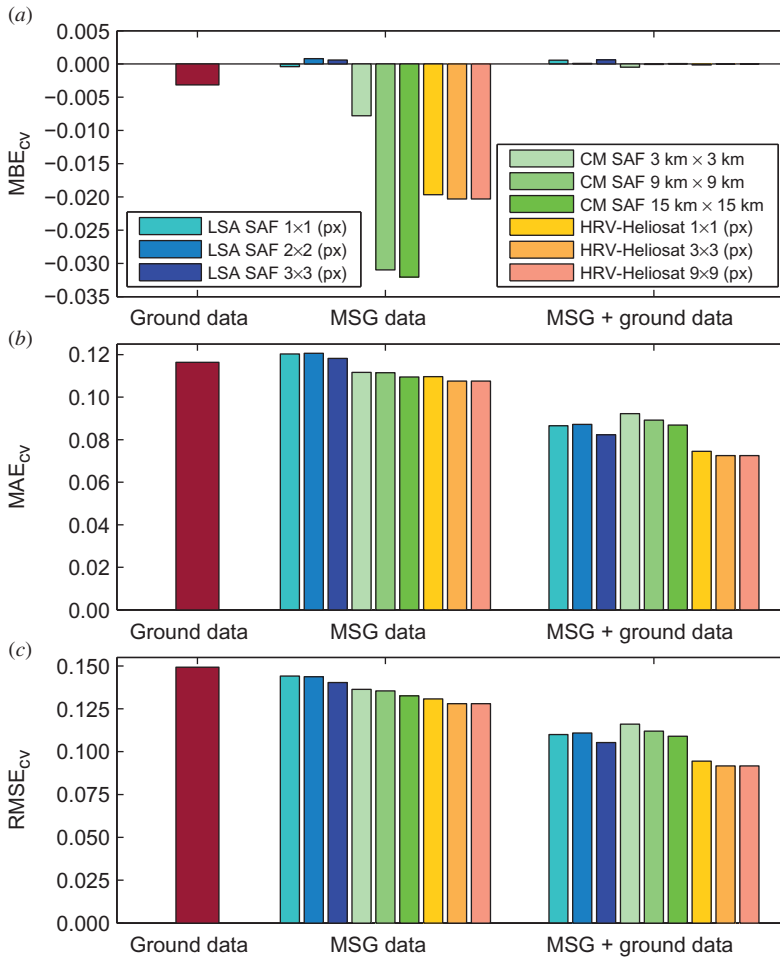 (a)
0.005
0.000
−0.005
−0.010
−0.015
−0.020
−0.025
−0.030
−0.035
MBEcv
LSA SAF 1×1 (px)
LSA SAF 2×2 (px)
LSA SAF 3×3 (px)
CM SAF 3 km × 3 km
CM SAF 9 km × 9 km
CM SAF 15 km × 15 km
HRV-Heliosat 1×1 (px)
HRV-Heliosat 3×3 (px)
HRV-Heliosat 9×9 (px)
Ground data MSG data MSG + ground data
(b)
0.12
0.10
0.08
0.06
0.04
0.02
0.00
MAEcv
Ground data MSG data MSG + ground data
(c)
0.150
0.125
0.100
0.075
0.050
0.025
0.000
RMSEcv
Ground data MSG data MSG + ground data